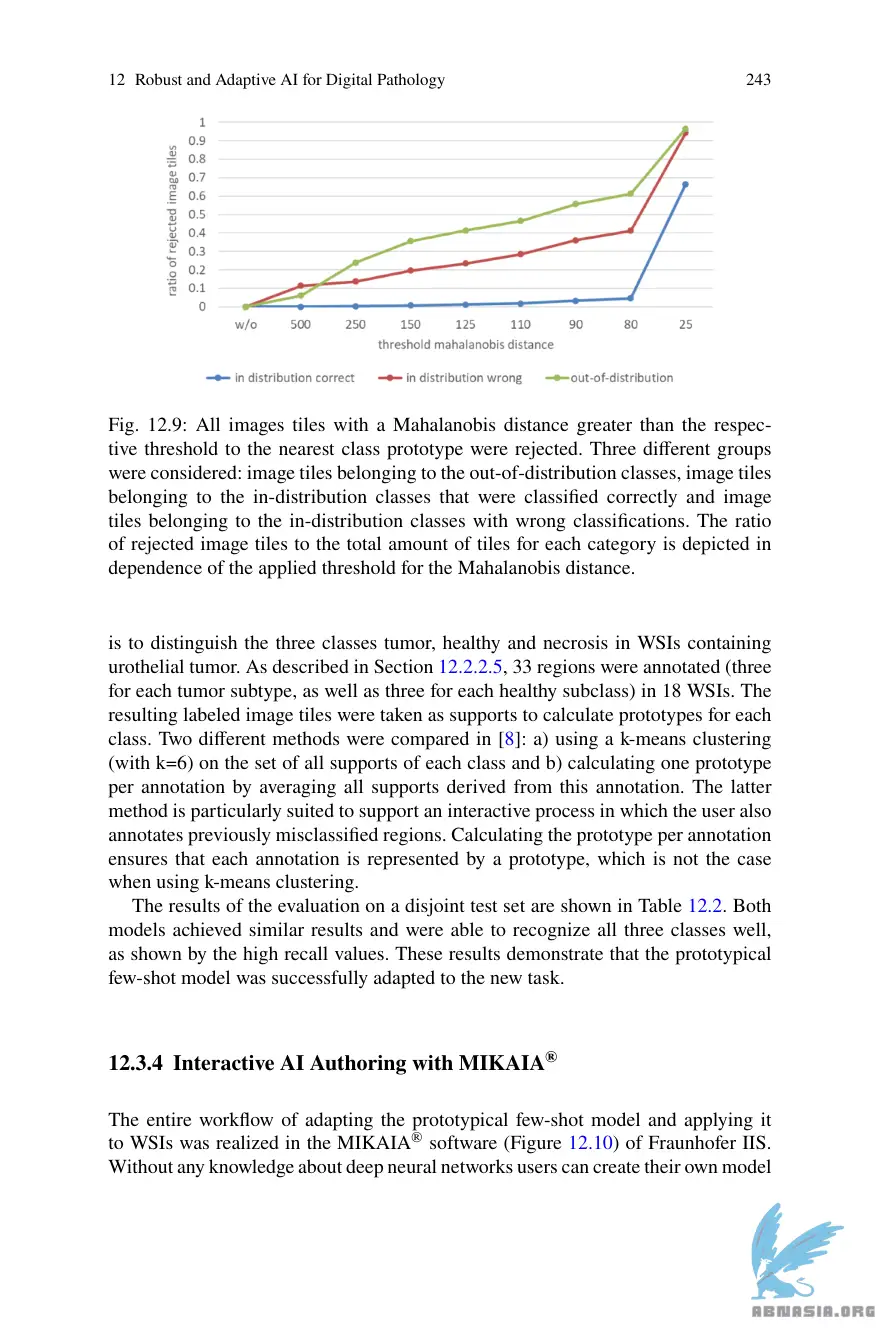 12 Robust and Adaptive AI for Digital Pathology 243
1
0.9
0.8
0.7
0.6
0.5
0.4
0.3
0.2
0.1
0
ratio of rejected image tiles
w/o 500 250 150 125 110 90 80 25
threshold mahalanobis distance
in distribution correct in distribution wrong out-of-distribution
Fig. 12.9: All images tiles with a Mahalanobis distance greater than the respec-
tive threshold to the nearest class prototype were rejected. Three different groups
were considered: image tiles belonging to the out-of-distribution classes, image tiles
belonging to the in-distribution classes that were classified correctly and image
tiles belonging to the in-distribution classes with wrong classifications. The ratio
of rejected image tiles to the total amount of tiles for each category is depicted in
dependence of the applied threshold for the Mahalanobis distance.
is to distinguish the three classes tumor, healthy and necrosis in WSIs containing
urothelial tumor. As described in Section 12.2.2.5, 33 regions were annotated (three
for each tumor subtype, as well as three for each healthy subclass) in 18 WSIs. The
resulting labeled image tiles were taken as supports to calculate prototypes for each
class. Two different methods were compared in [8]: a) using a k-means clustering
(with k=6) on the set of all supports of each class and b) calculating one prototype
per annotation by averaging all supports derived from this annotation. The latter
method is particularly suited to support an interactive process in which the user also
annotates previously misclassified regions. Calculating the prototype per annotation
ensures that each annotation is represented by a prototype, which is not the case
when using k-means clustering.
The results of the evaluation on a disjoint test set are shown in Table 12.2. Both
models achieved similar results and were able to recognize all three classes well,
as shown by the high recall values. These results demonstrate that the prototypical
few-shot model was successfully adapted to the new task.
12.3.4 Interactive AI Authoring with MIKAIA®
The entire workflow of adapting the prototypical few-shot model and applying it
to WSIs was realized in the MIKAIA® software (Figure 12.10) of Fraunhofer IIS.
Without any knowledge about deep neural networks users can create their own model
ABNASIA.ORG